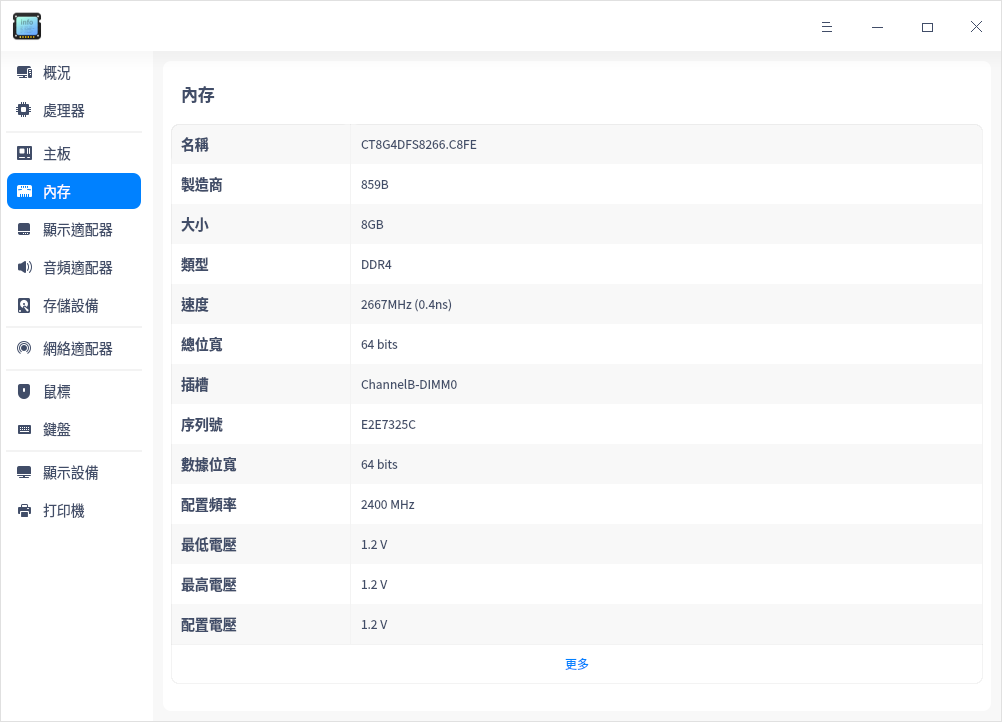 概況
處理器
主板
內存
顯示適配器
音頻適配器
存儲設備
網絡適配器
鼠標
鍵盤
顯示設備
打印機
內存
名稱 CT8G4DFS8266.C8FE
製造商 859B
大小 8GB
類型 DDR4
速度 2667MHz (0.4ns)
總位寬 64 bits
插槽 ChannelB-DIMM0
序列號 E2E7325C
數據位寬 64 bits
配置頻率 2400 MHz
最低電壓 1.2 V
最高電壓 1.2 V
配置電壓 1.2 V
更多